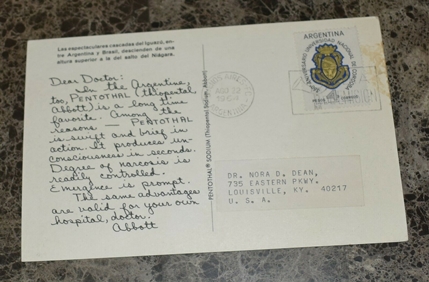 Las espectaculares cascadas del Iguazú, en-
tre Argentina y Brasil, descienden de una
altura superior a la del salto del Niágara.
Dear Doctor:
In the Argentine,
too, PENTOTHAL (thiopental,
Abbott) is a long time
favorite. Among the
reasons — PENTOTHAL
is swift and brief in
action. It produces un-
consciousness in seconds.
Degree of narcosis is
readily controlled.
Emergence is prompt.
The same advantages
are valid for your own
hospital, doctor.
Abbott
PENTOTHAL® SODIUM (Thiopental Sodium, Abbott)
ARGENTINA
UNIVERSIDAD NACIONAL
DR. NORA D. DEAN,
735 EASTERN PKWY.
LOUISVILLE, KY. 40217
U. S. A.